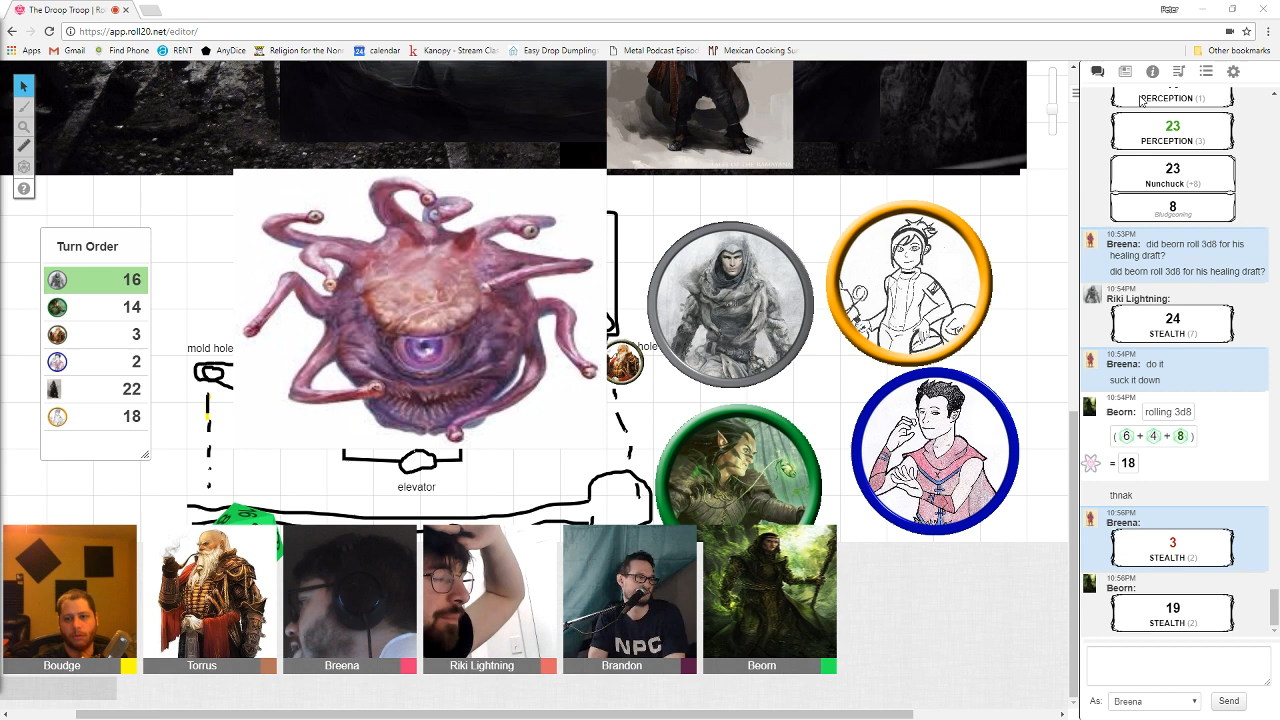 The Droop Troop | Ro
Peter
https://app.roll20.net/editor/
Apps
Gmail
Find Phone
RENT
AnyDice
Religion for the Non
calendar
Kansey - Stream Clas
Easy Drop Dumpling
Metal Podcast Episo
Mexican Cooking Su
Other bookmarks
PERCEPTION (1)
23
PERCEPTION (3)
23
Nunchuck (+8)
8
Bludgeoning
Turn Order
16
14
3
2
22
18
mold hole
hole
elevator
10:53PM
Breena: did beorn roll 3d8 for his
healing draft?
did beorn roll 3d8 for his healing draft?
10:54PM
Riki Lightning:
24
STEALTH (7)
10:54PM
Breena: do it
suck it down
10:54PM
Beorn: rolling 3d8
( 6 + 4 + 8 )
= 18
thnak
10:56PM
Breena:
3
STEALTH (2)
10:56PM
Beorn:
19
STEALTH (2)
NPC
Boudge
Torrus
Breena
Riki Lightning
Brandon
Beorn
As: Breena
Send